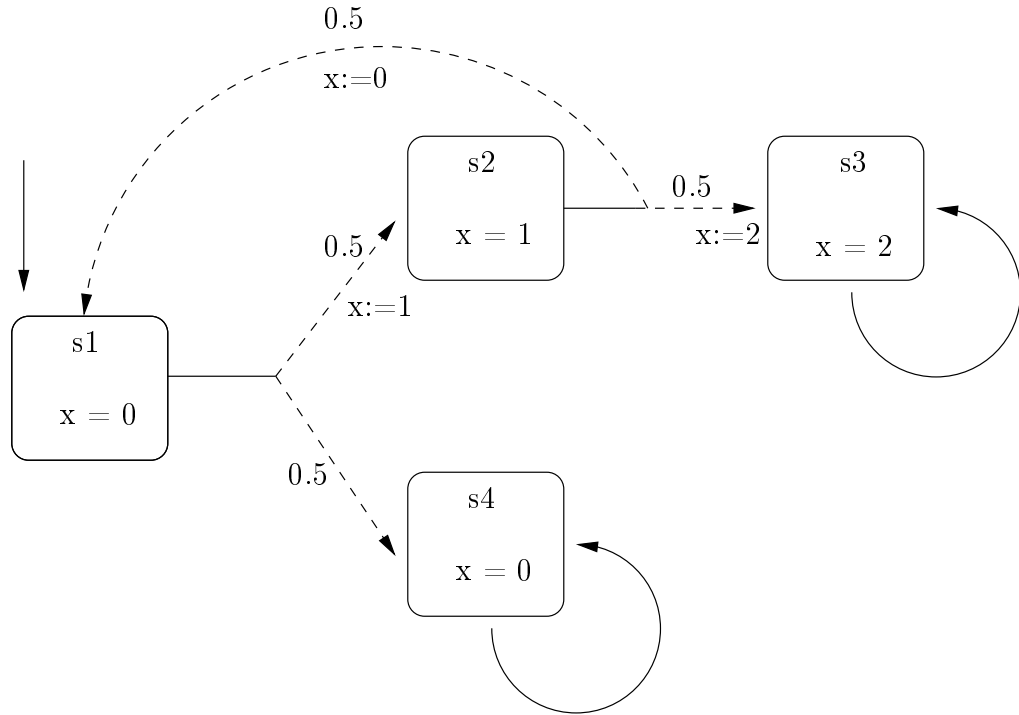 0.5
x:=0
s2
x = 1
0.5
x:=2
s3
x = 2
0.5
x:=1
s1
x = 0
0.5
s4
x = 0